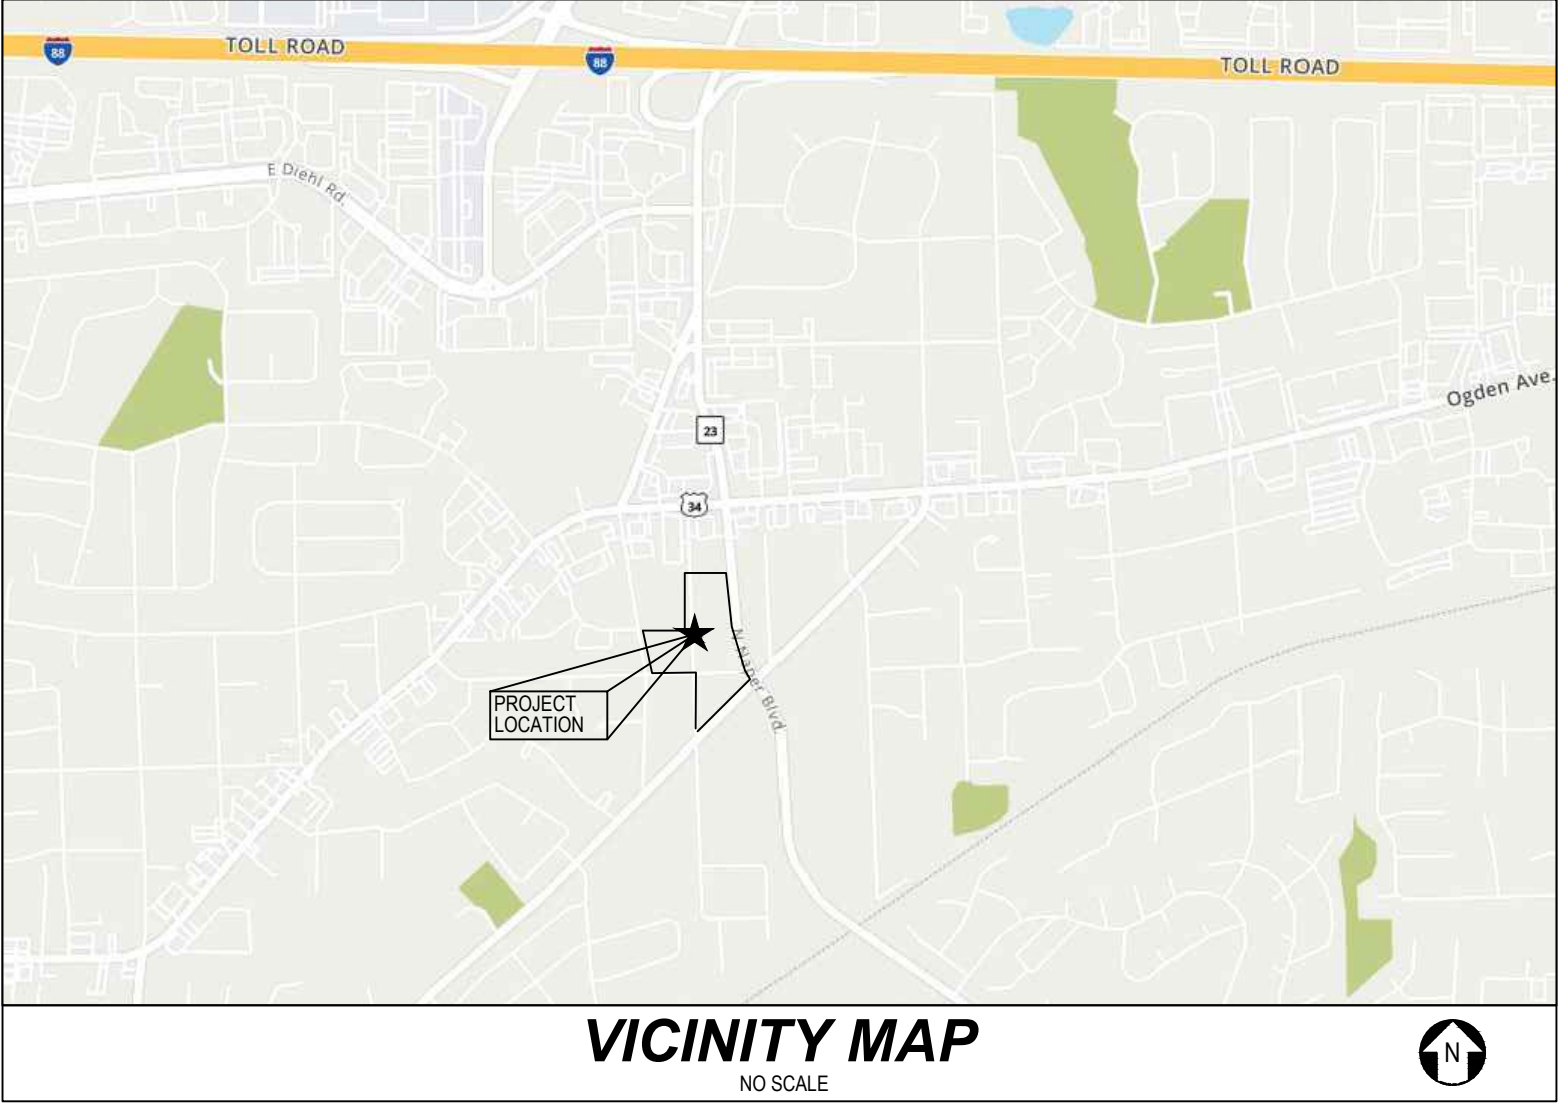 TOLL ROAD
88
88
TOLL ROAD
E Diehl Rd.
Ogden Ave.
23
34
N Naper Blvd.
PROJECT
LOCATION
VICINITY MAP
NO SCALE
N